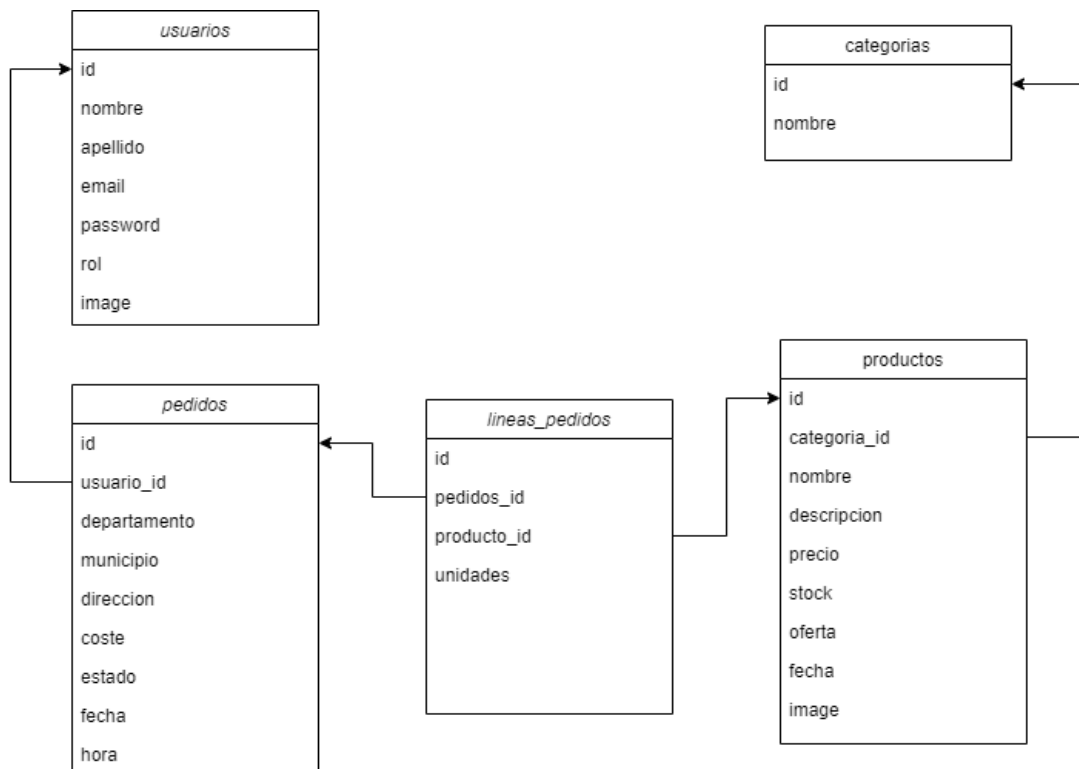 usuarios
id
nombre
apellido
email
password
rol
image
categorias
id
nombre
pedidos
id
usuario_id
departamento
municipio
direccion
coste
estado
fecha
hora
lineas_pedidos
id
pedidos_id
producto_id
unidades
productos
id
categoria_id
nombre
descripcion
precio
stock
oferta
fecha
image